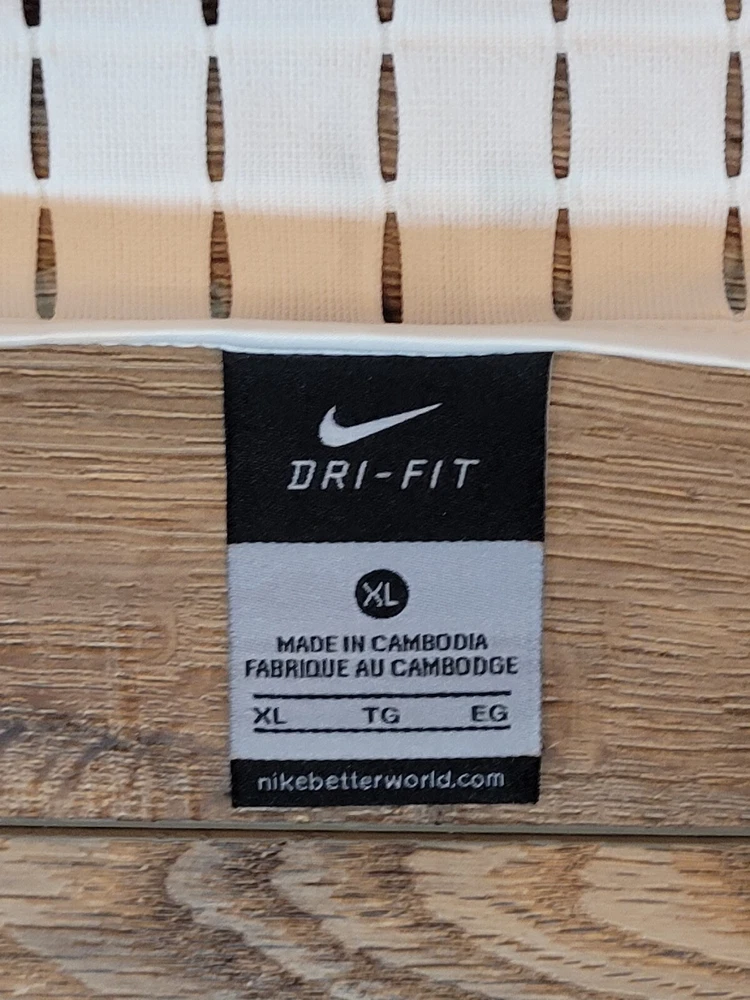 DRI-FIT
XL
MADE IN CAMBODIA
FABRIQUE AU CAMBODGE
XL TG EG
nikebetterworld.com